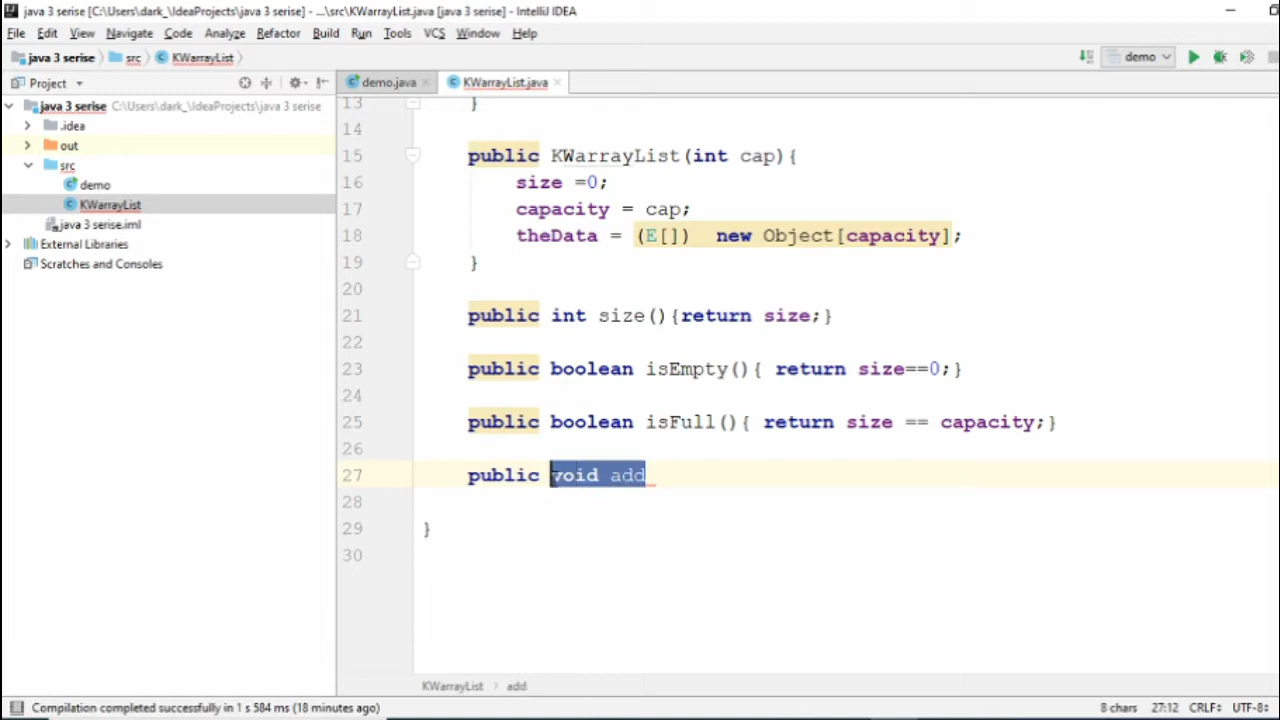 java 3 serise [C:\Users\dark_\IdeaProjects\java 3 serise] - ...\src\KWarrayList.java [java 3 serise] - IntelliJ IDEA
File Edit View Navigate Code Analyze Refactor Build Run Tools VCS Window Help
java 3 serise src KWarrayList demo
Project demo.java KWarrayList.java
java 3 serise C:\Users\dark_\IdeaProjects\java 3 serise
.idea
out
src
demo
KWarrayList
java 3 serise.iml
External Libraries
Scratches and Consoles
13 }
14
15 public KWarrayList(int cap){
16 size =0;
17 capacity = cap;
18 theData = (E[]) new Object[capacity];
19 }
20
21 public int size(){return size;}
22
23 public boolean isEmpty(){ return size==0;}
24
25 public boolean isFull(){ return size == capacity;}
26
27 public void add
28
29 }
30
KWarrayList add
Compilation completed successfully in 1 s 584 ms (18 minutes ago) 8 chars 27:12 CRLF UTF-8